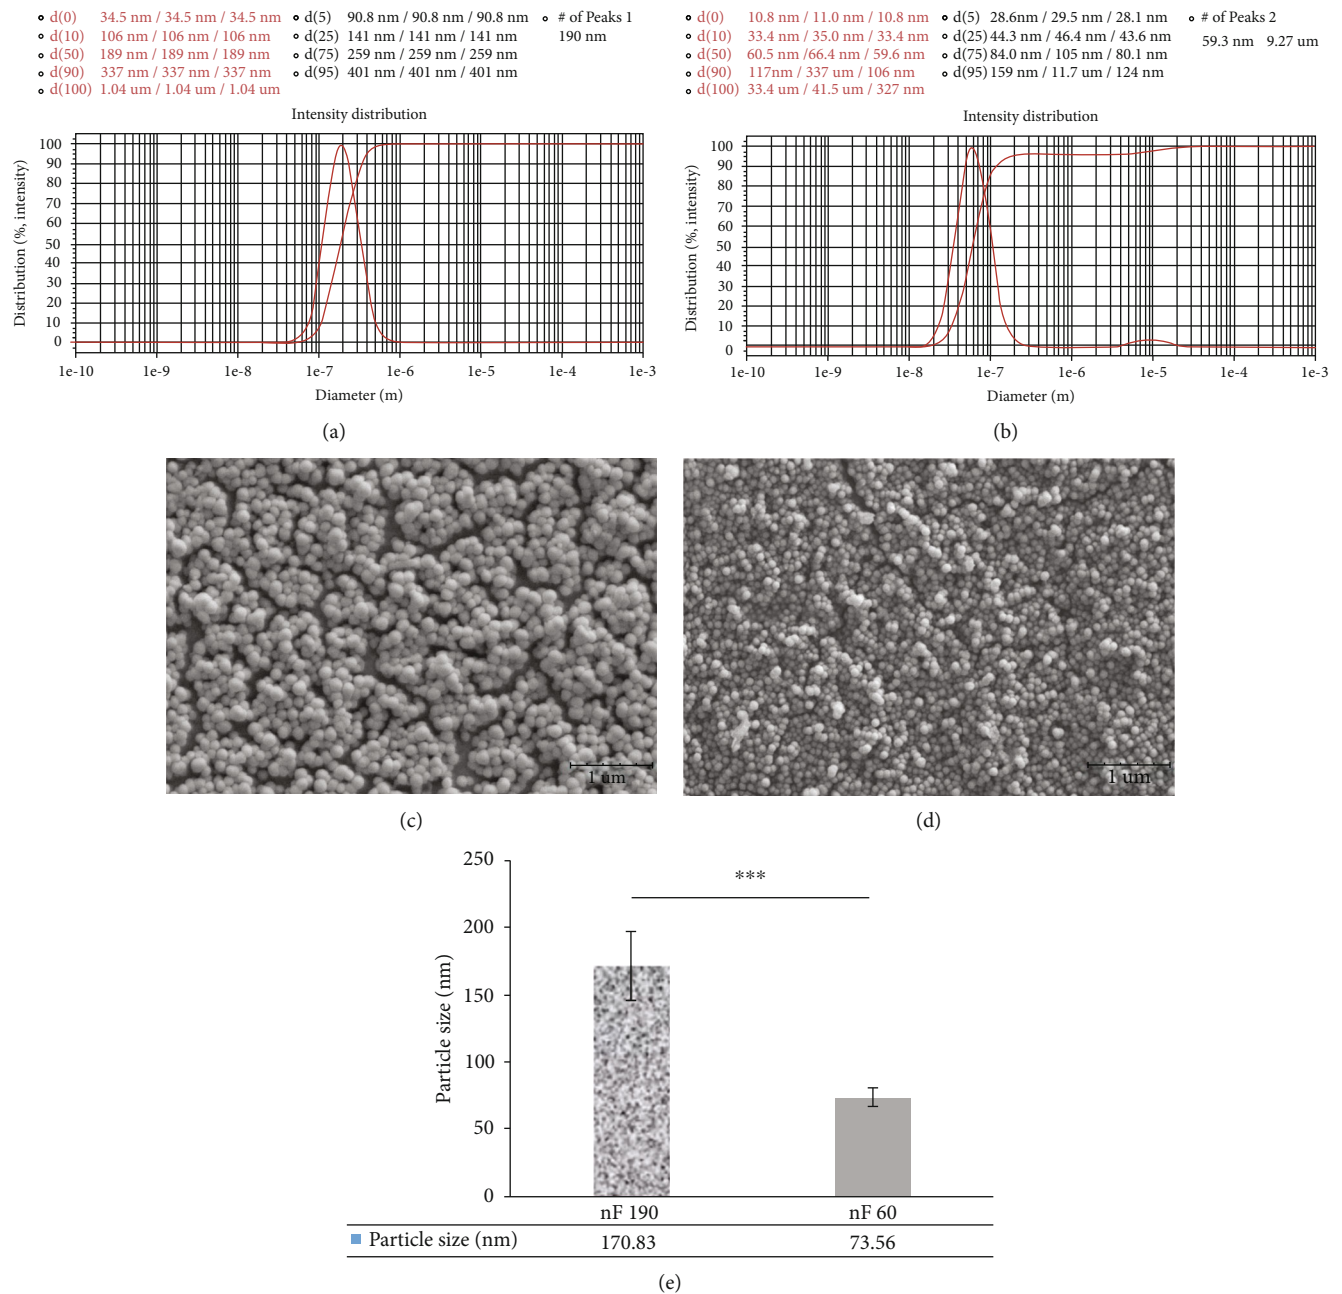 d(0) 34.5 nm / 34.5 nm / 34.5 nm
d(10) 106 nm / 106 nm / 106 nm
d(50) 189 nm / 189 nm / 189 nm
d(90) 337 nm / 337 nm / 337 nm
d(100) 1.04 um / 1.04 um / 1.04 um
d(5) 90.8 nm / 90.8 nm / 90.8 nm
d(25) 141 nm / 141 nm / 141 nm
d(75) 259 nm / 259 nm / 259 nm
d(95) 401 nm / 401 nm / 401 nm
# of Peaks 1
190 nm
Intensity distribution
Distribution (%, intensity)
100
90
80
70
60
50
40
30
20
10
0
1e-10 1e-9 1e-8 1e-7 1e-6 1e-5 1e-4 1e-3
Diameter (m)
(a)
d(0) 10.8 nm / 11.0 nm / 10.8 nm
d(10) 33.4 nm / 35.0 nm / 33.4 nm
d(50) 60.5 nm /66.4 nm / 59.6 nm
d(90) 117nm / 337 um / 106 nm
d(100) 33.4 um / 41.5 um / 327 nm
d(5) 28.6nm / 29.5 nm / 28.1 nm
d(25) 44.3 nm / 46.4 nm / 43.6 nm
d(75) 84.0 nm / 105 nm / 80.1 nm
d(95) 159 nm / 11.7 um / 124 nm
# of Peaks 2
59.3 nm 9.27 um
Intensity distribution
Distribution (%, intensity)
100
90
80
70
60
50
40
30
20
10
0
1e-10 1e-9 1e-8 1e-7 1e-6 1e-5 1e-4 1e-3
Diameter (m)
(b)
1 um
(c)
1 um
(d)
Particle size (nm)
250
200
150
100
50
0
***
nF 190 nF 60
Particle size (nm) 170.83 73.56
(e)